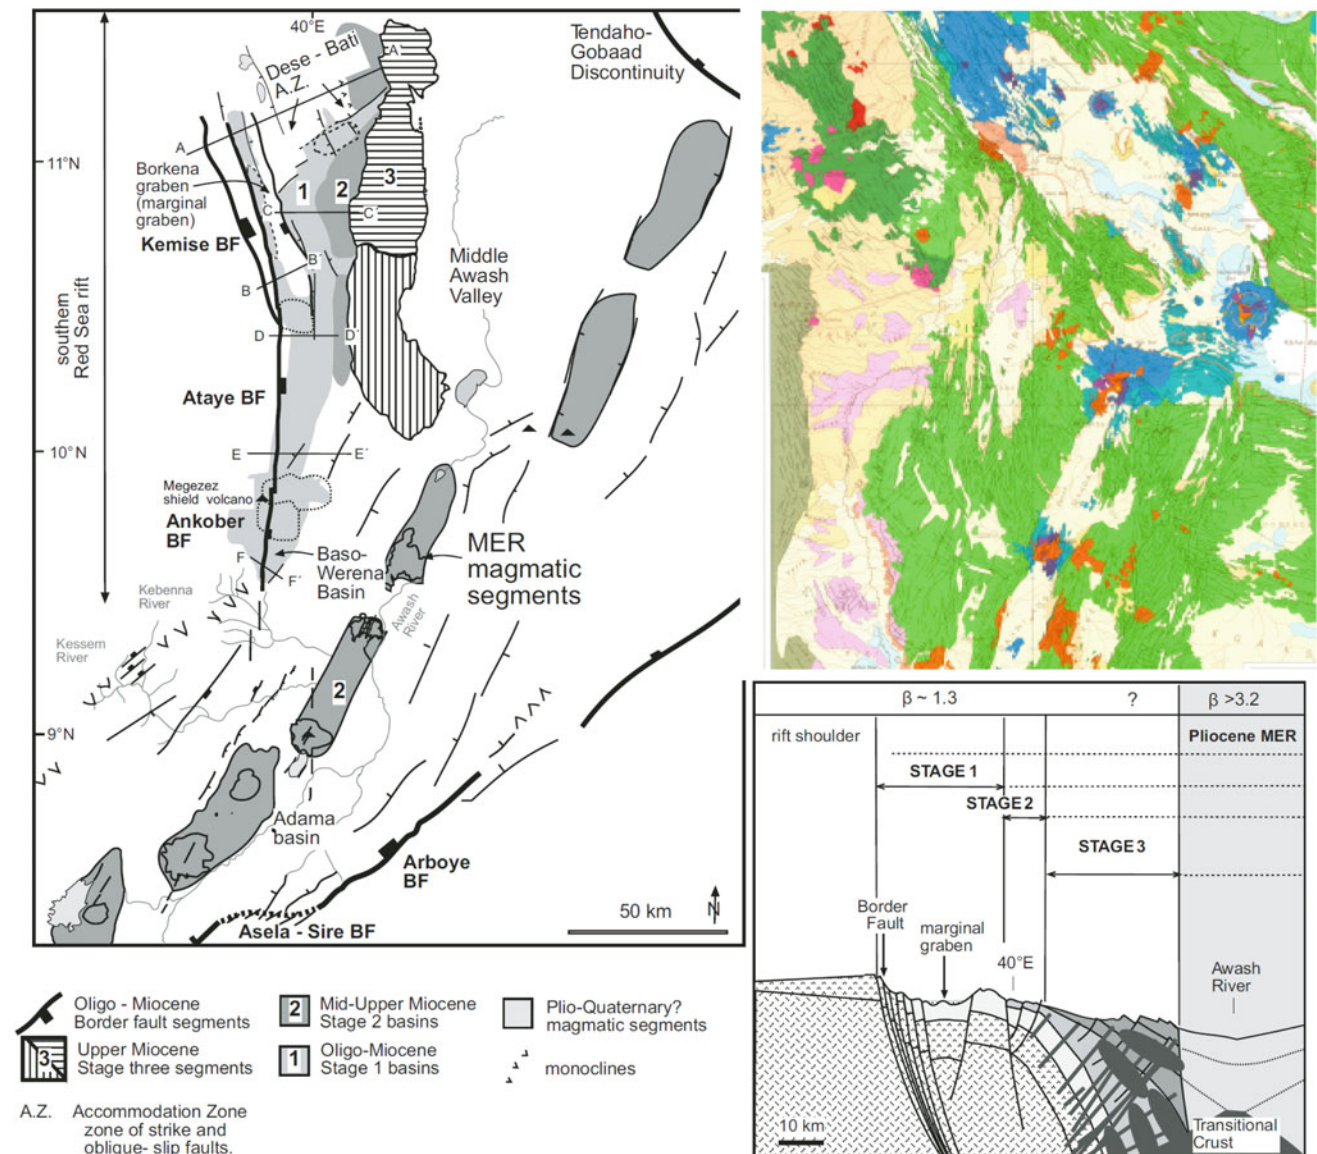 40°E
Tendaho-
Gobaad
Discontinuity
Dese - Bati
A.Z.
A
A´
11°N
Borkena
graben
(marginal
graben)
Kemise BF
1
2
3
C
C´
B´
B
Middle
Awash
Valley
southern
Red Sea rift
D
D´
Ataye BF
10°N
E
E´
Megezez
shield volcano
Ankober
BF
F
F´
Baso-
Werena
Basin
MER
magmatic
segments
Kebenna
River
Awash
River
Kessem
River
2
9°N
Adama
basin
Arboye
BF
Asela - Sire BF
50 km
N
Oligo - Miocene
Border fault segments
3
Upper Miocene
Stage three segments
A.Z. Accommodation Zone
zone of strike and
oblique- slip faults.
2
Mid-Upper Miocene
Stage 2 basins
1
Oligo-Miocene
Stage 1 basins
Plio-Quaternary?
magmatic segments
monoclines
β ~ 1.3
?
β >3.2
rift shoulder
Pliocene MER
STAGE 1
STAGE 2
STAGE 3
Border
Fault
marginal
graben
40°E
Awash
River
10 km
Transitional
Crust